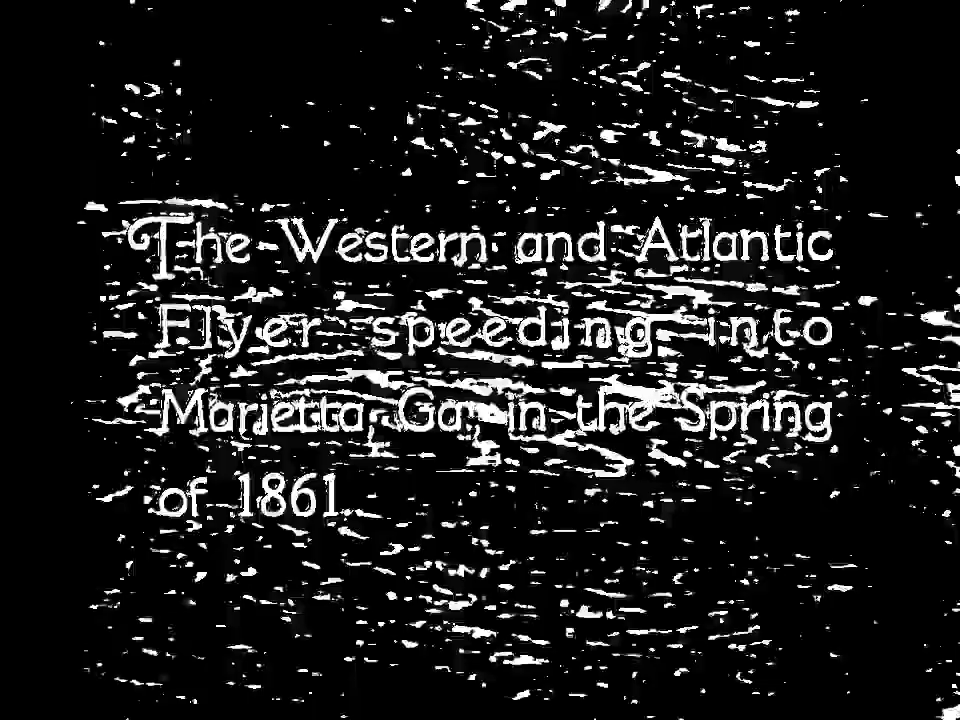 The Western and Atlantic
Flyer speeding into
Marietta, Ga., in the Spring
of 1861.